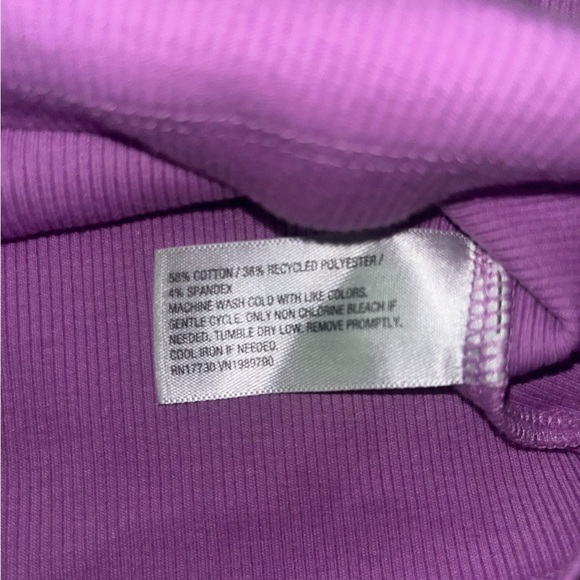 58% COTTON / 38% RECYCLED POLYESTER /
4% SPANDEX
MACHINE WASH COLD WITH LIKE COLORS.
GENTLE CYCLE. ONLY NON CHLORINE BLEACH IF
NEEDED. TUMBLE DRY LOW. REMOVE PROMPTLY.
COOL IRON IF NEEDED.
RN17730 VN1989700